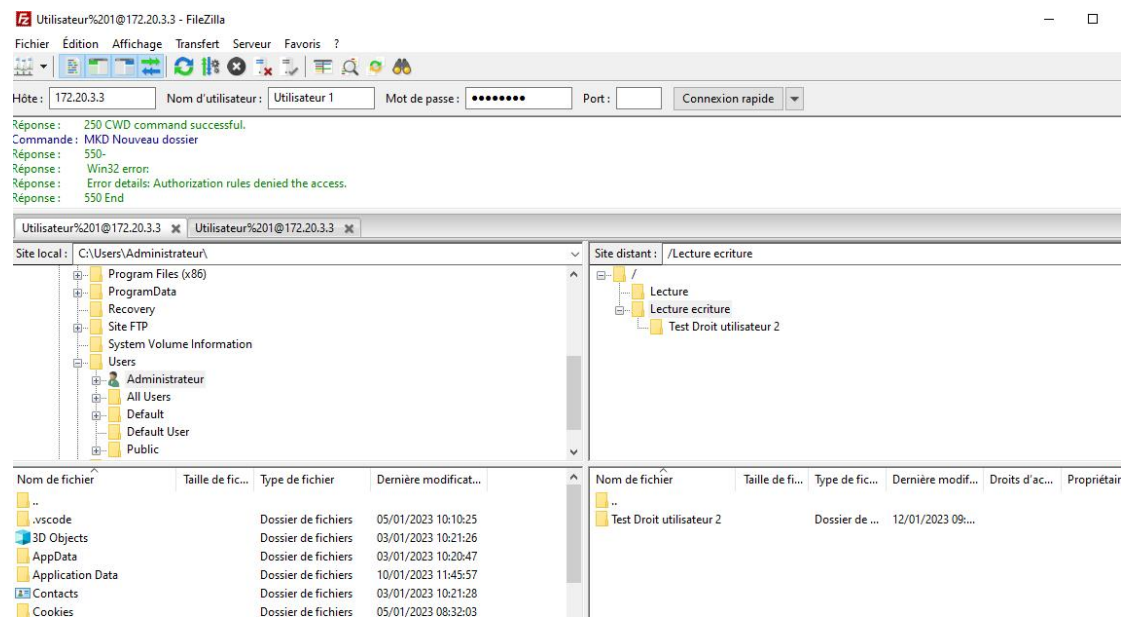 Utilisateur%201@172.20.3.3 - FileZilla
Fichier Édition Affichage Transfert Serveur Favoris ?
Hôte : 172.20.3.3 Nom d'utilisateur : Utilisateur 1 Mot de passe : ●●●●●●●● Port : Connexion rapide
Réponse : 250 CWD command successful.
Commande : MKD Nouveau dossier
Réponse : 550-
Réponse : Win32 error:
Réponse : Error details: Authorization rules denied the access.
Réponse : 550 End
Utilisateur%201@172.20.3.3 Utilisateur%201@172.20.3.3
Site local : C:\Users\Administrateur\
Program Files (x86)
ProgramData
Recovery
Site FTP
System Volume Information
Users
Administrateur
All Users
Default
Default User
Public
Site distant : /Lecture ecriture
/
Lecture
Lecture ecriture
Test Droit utilisateur 2
Nom de fichier Taille de fic... Type de fichier Dernière modificat...
..
.vscode Dossier de fichiers 05/01/2023 10:10:25
3D Objects Dossier de fichiers 03/01/2023 10:21:26
AppData Dossier de fichiers 03/01/2023 10:20:47
Application Data Dossier de fichiers 10/01/2023 11:45:57
Contacts Dossier de fichiers 03/01/2023 10:21:28
Cookies Dossier de fichiers 05/01/2023 08:32:03
Nom de fichier Taille de fi... Type de fic... Dernière modif... Droits d'ac... Propriétair
..
Test Droit utilisateur 2 Dossier de ... 12/01/2023 09:...